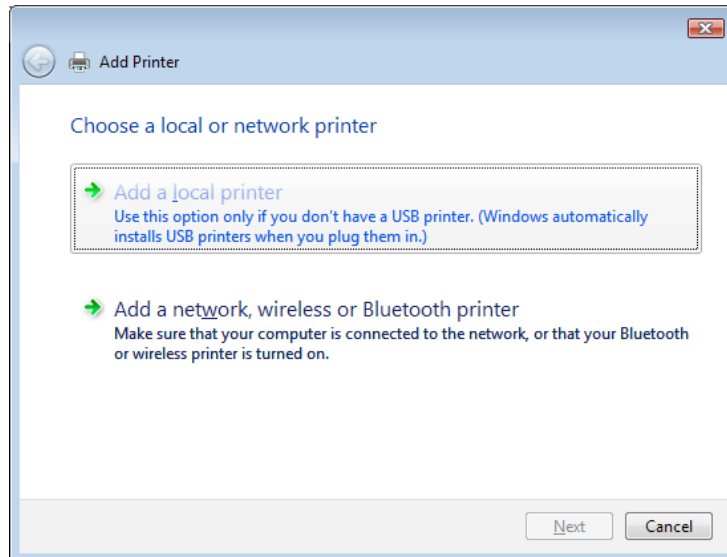 Add Printer
Choose a local or network printer
Add a local printer
Use this option only if you don't have a USB printer. (Windows automatically
installs USB printers when you plug them in.)
Add a network, wireless or Bluetooth printer
Make sure that your computer is connected to the network, or that your Bluetooth
or wireless printer is turned on.
Next Cancel